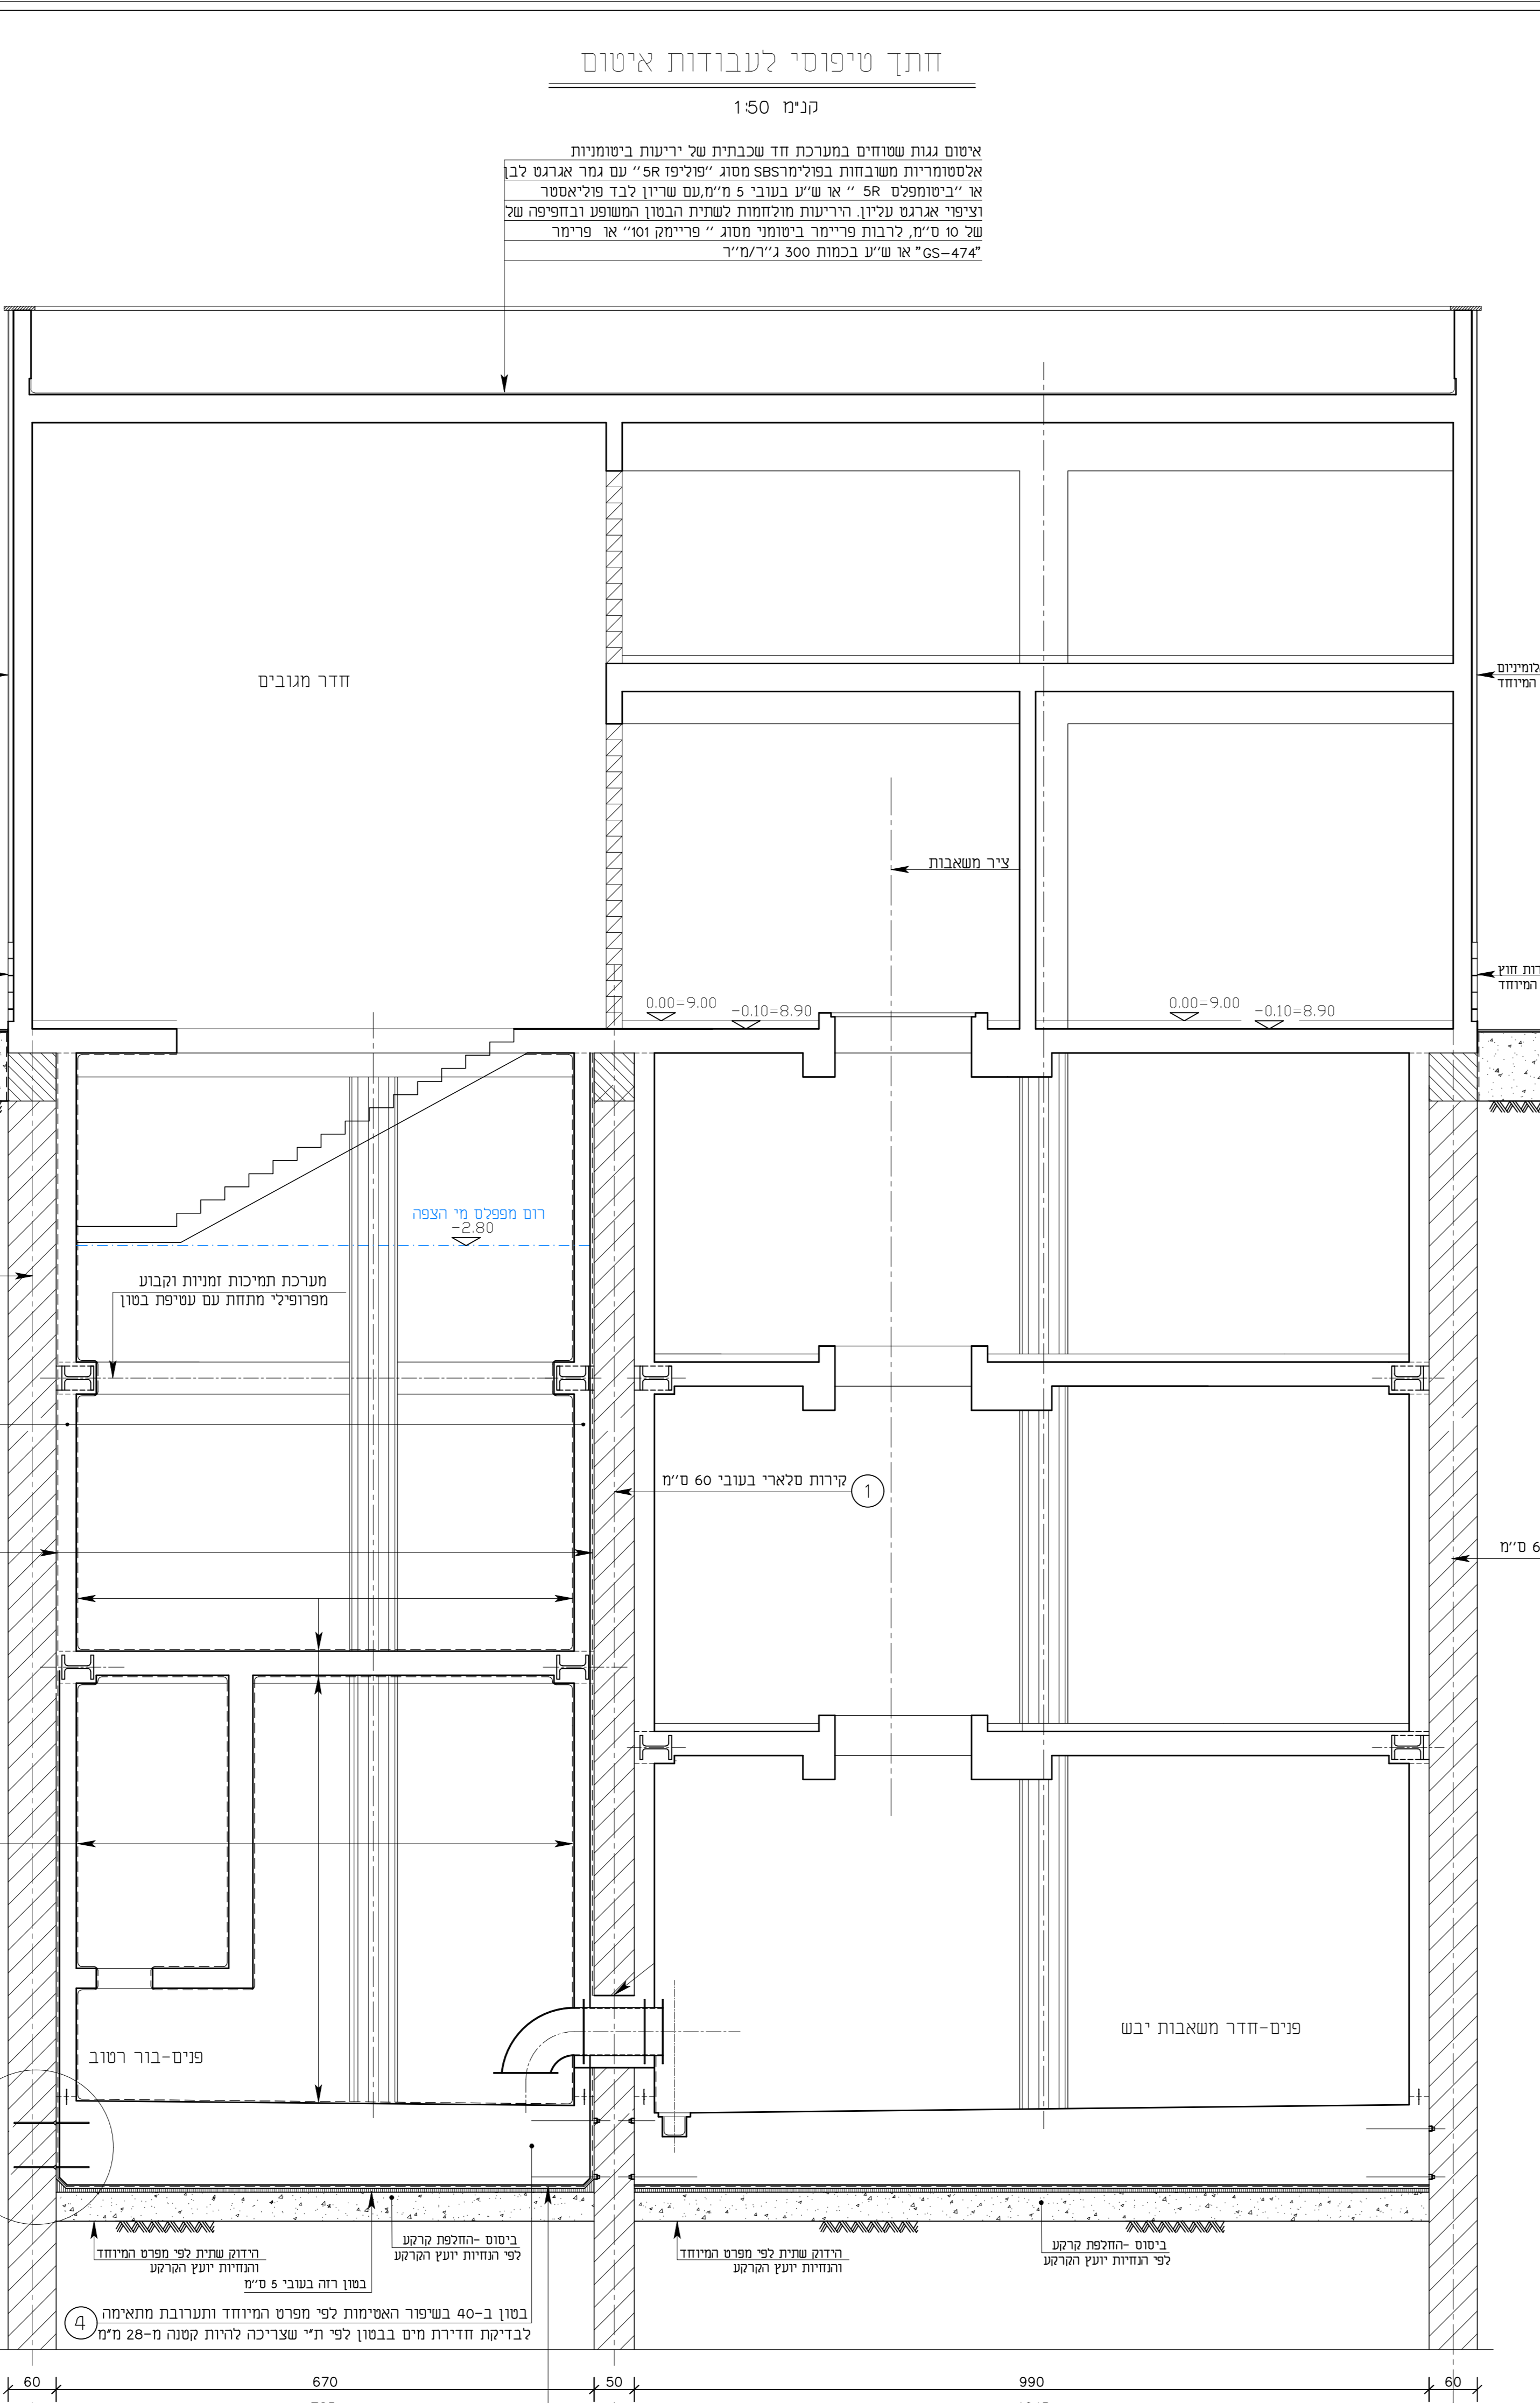 חתך טיפוסי לעבודות איטום
קנ"מ 1:50
איטום גגות שטוחים במערכת חד שכבתית של יריעות ביטומניות
אלסטומריות משובחות בפולימרSBS מסוג ''פוליפז 5R'' עם גמר אגרגט לבן
או ''ביטומפלס 5R '' או ש''ע בעובי 5 מ''מ,עם שריון לבד פוליאסטר
וציפוי אגרגט עליון. היריעות מולחמות לשתית הבטון המשופע ובחפיפה של
של 10 ס''מ, לרבות פריימר ביטומני מסוג '' פריימק 101'' או פרימר
"GS-474" או ש''ע בכמות 300 ג''ר/מ''ר
חדר מגובים
לומיניום
המיוחד
ציר משאבות
רות חוץ
המיוחד
0.00=9.00
-0.10=8.90
0.00=9.00
-0.10=8.90
רום מפפלס מי הצפה
-2.80
מערכת תמיכות זמניות וקבוע
מפרופילי מתחת עם עטיפת בטון
קירות סלארי בעובי 60 ס''מ
1
6 ס''מ
פנים-חדר משאבות יבש
פנים-בור רטוב
ביסוס -החלפת קרקע
לפי הנחיות יועץ הקרקע
הידוק שתית לפי מפרט המיוחד
והנחיות יועץ הקרקע
הידוק שתית לפי מפרט המיוחד
והנחיות יועץ הקרקע
ביסוס -החלפת קרקע
לפי הנחיות יועץ הקרקע
בטון רזה בעובי 5 ס''מ
בטון ב-40 בשיפור האטימות לפי מפרט המיוחד ותערובת מתאימה
לבדיקת חדירת מים בבטון לפי ת"י שצריכה להיות קטנה מ-28 מ"מ
4
60 670 50 990 60